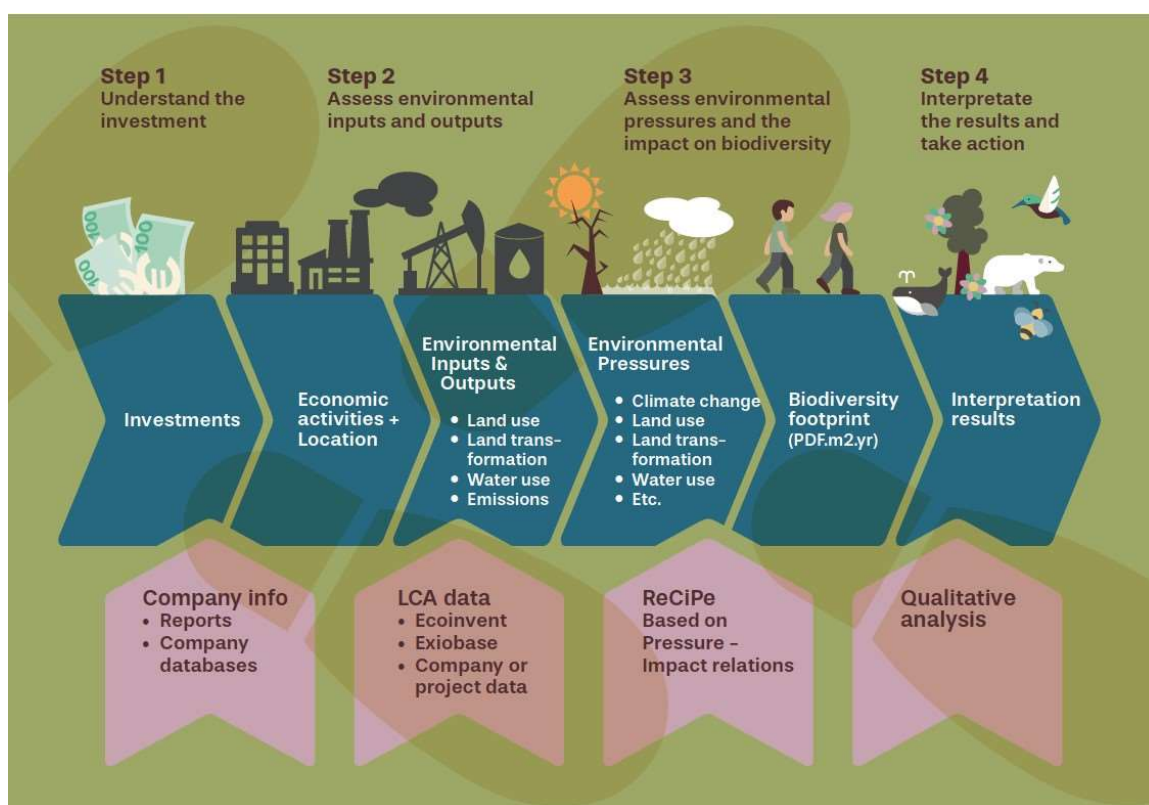 Step 1
Understand the
investment
Step 2
Assess environmental
inputs and outputs
Step 3
Assess environmental
pressures and the
impact on biodiversity
Step 4
Interpretate
the results and
take action
100
100
100
Investments
Economic
activities +
Location
Environmental
Inputs &
Outputs
• Land use
• Land trans-
formation
• Water use
• Emissions
Environmental
Pressures
• Climate change
• Land use
• Land trans-
formation
• Water use
• Etc.
Biodiversity
footprint
(PDF.m2.yr)
Interpretation
results
Company info
• Reports
• Company
databases
LCA data
• Ecoinvent
• Exiobase
• Company or
project data
ReCiPe
Based on
Pressure –
Impact relations
Qualitative
analysis